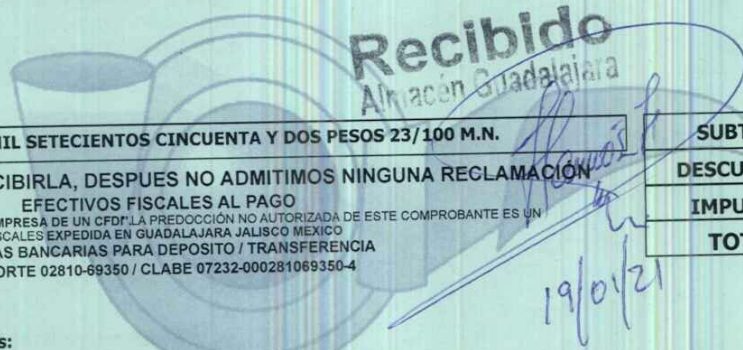 Recibido
Almacén Guadalajara
MIL SETECIENTOS CINCUENTA Y DOS PESOS 23/100 M.N.
SUBT
CIBIRLA, DESPUES NO ADMITIMOS NINGUNA RECLAMACIÓN
DESCU
EFECTIVOS FISCALES AL PAGO
MPRESA DE UN CFDI".LA PREDOCCIÓN NO AUTORIZADA DE ESTE COMPROBANTE ES UN
IMPU
SCALES EXPEDIDA EN GUADALAJARA JALISCO MEXICO
AS BANCARIAS PARA DEPOSITO / TRANSFERENCIA
TOT
ORTE 02810-69350 / CLABE 07232-000281069350-4
19/01/21
s: